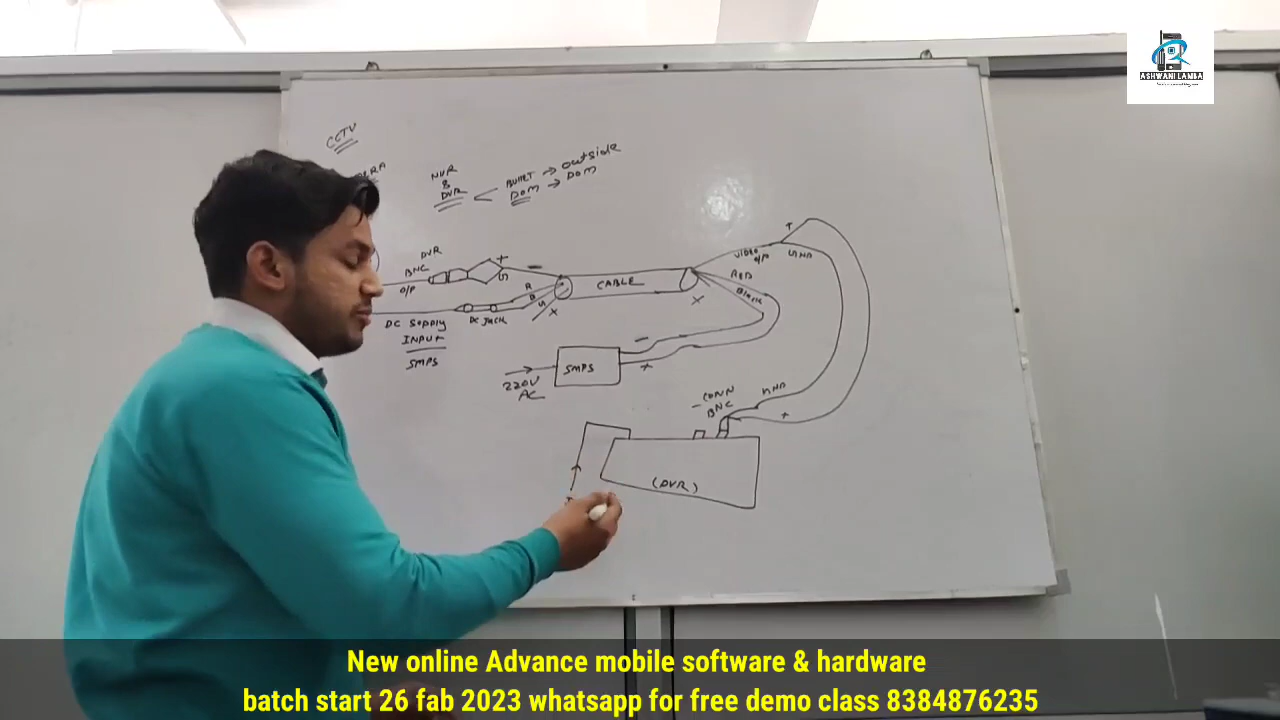 ASHWANI LAMBA
CCTV
NVR
&
DVR
BULLET → OUTSIDE
DOM → DOM
DVR
BNC
O/P
+
G
R
B
G
X
CABLE
X
VIDEO
O/P
RED
Black
+
GND
DC Supply
INPUT
SMPS
DC Jack
SMPS
220V
AC
-
+
CONN
BNC
GND
+
(DVR)
New online Advance mobile software & hardware
batch start 26 fab 2023 whatsapp for free demo class 8384876235